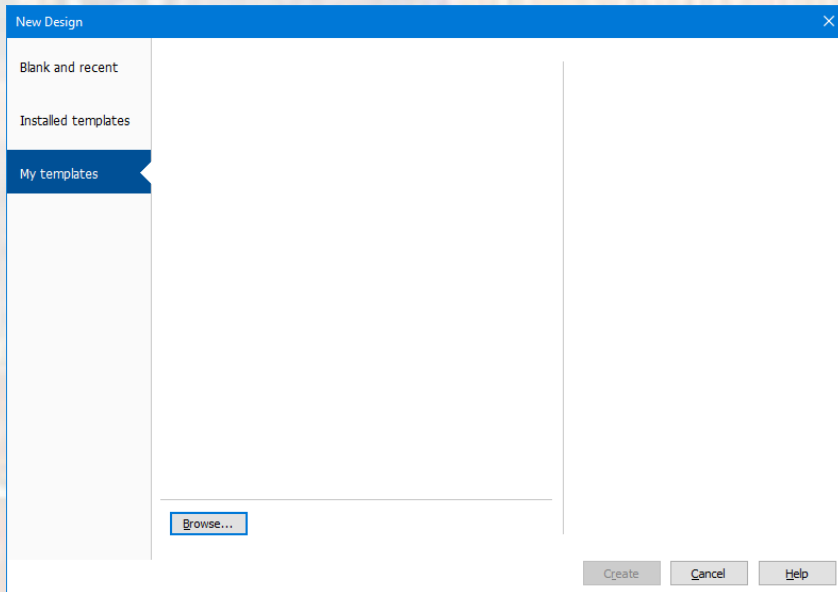 New Design
Blank and recent
Installed templates
My templates
Browse...
Create
Cancel
Help